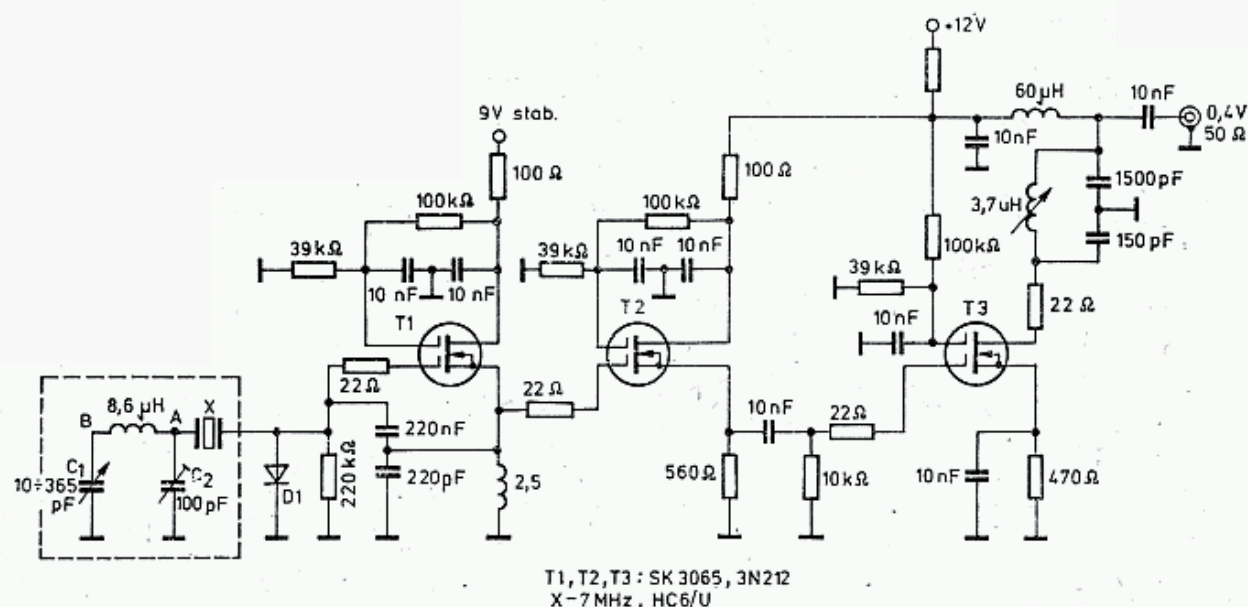 +12V
60 µH
10 nF
0,4V
50 Ω
9V stab.
10 nF
100 Ω
100 Ω
1500 pF
3,7 uH
100 kΩ
100 kΩ
150 pF
39 kΩ
39 kΩ
10 nF
10 nF
100 kΩ
10 nF
10 nF
39 kΩ
22 Ω
T1
T2
10 nF
T3
22 Ω
22 Ω
8,6 µH
B
A
X
10 nF
22 Ω
220 nF
C1
10÷365
pF
C2
100 pF
D1
220 kΩ
220 pF
2,5
560 Ω
10 kΩ
10 nF
470 Ω
T1, T2, T3 : SK 3065, 3N212
X – 7 MHz , HC6/U